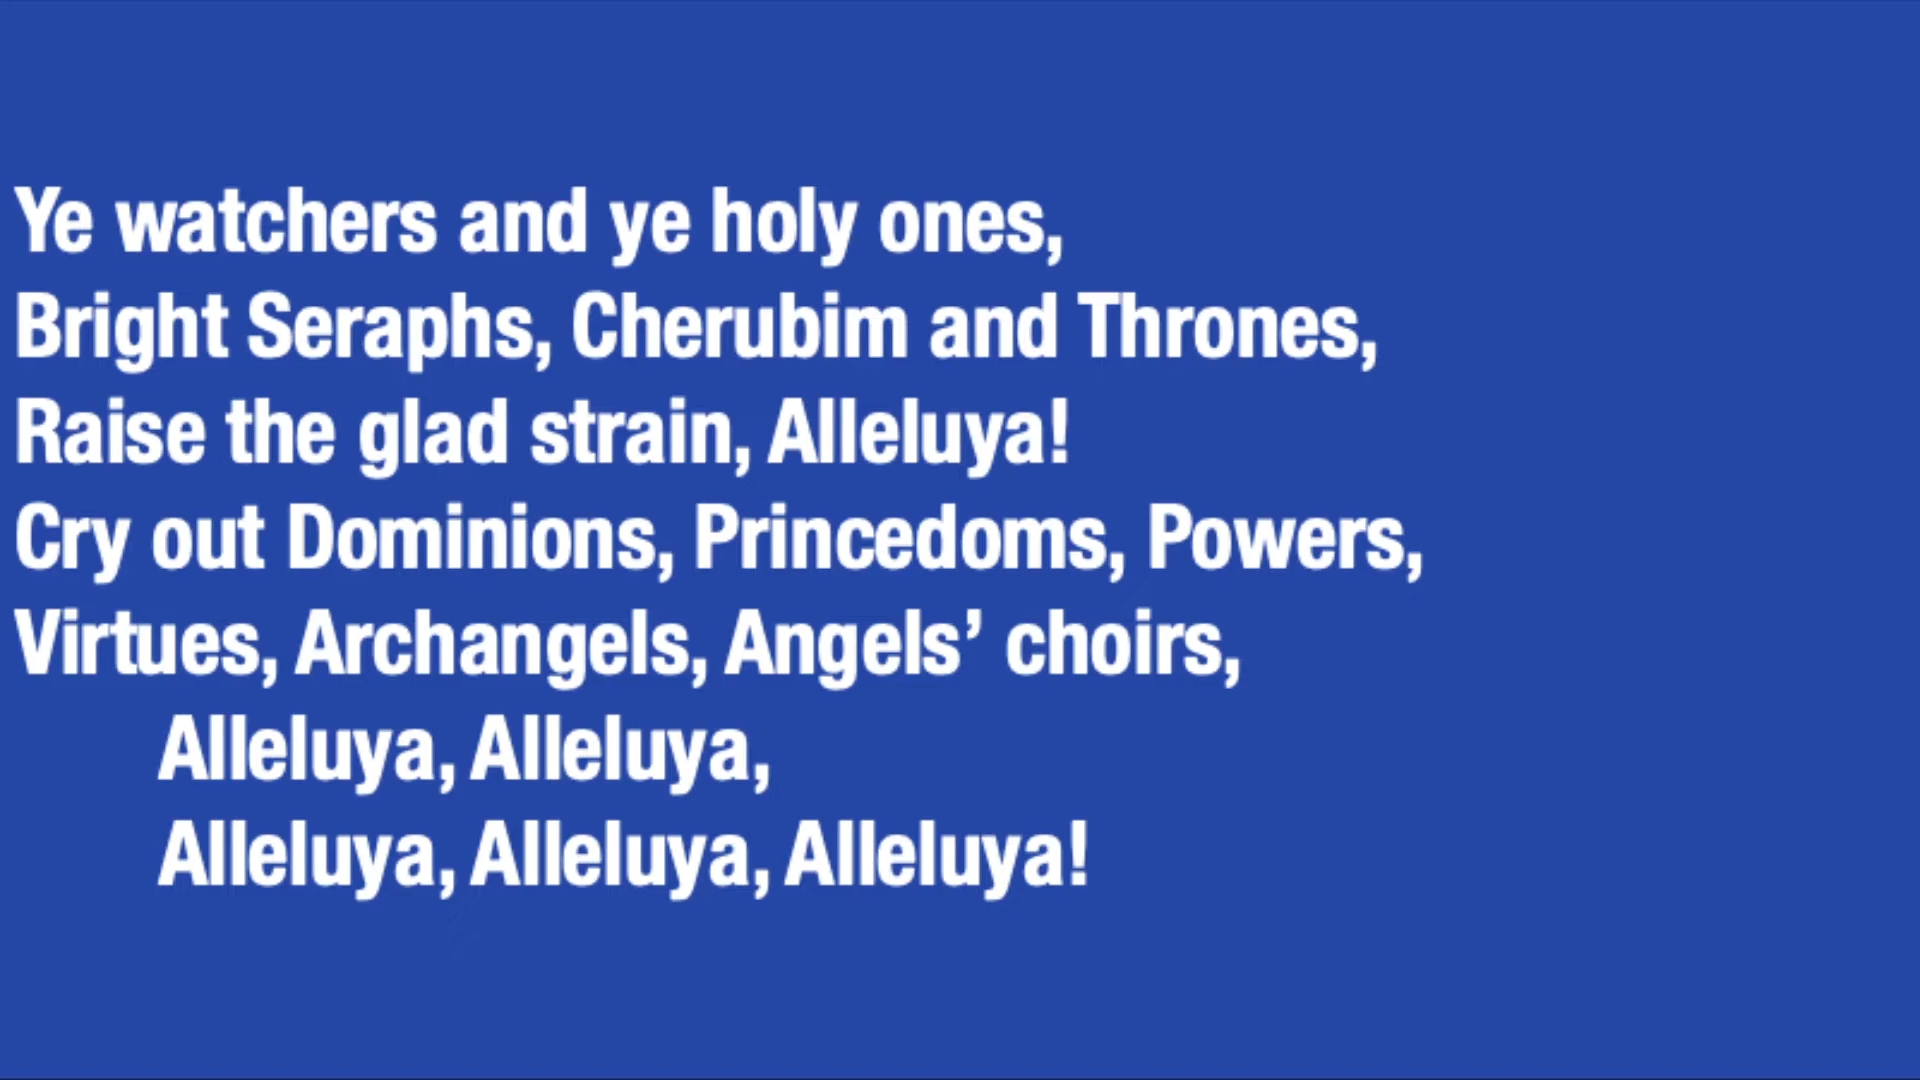 Ye watchers and ye holy ones,
Bright Seraphs, Cherubim and Thrones,
Raise the glad strain, Alleluya!
Cry out Dominions, Princedoms, Powers,
Virtues, Archangels, Angels’ choirs,
Alleluya, Alleluya,
Alleluya, Alleluya, Alleluya!